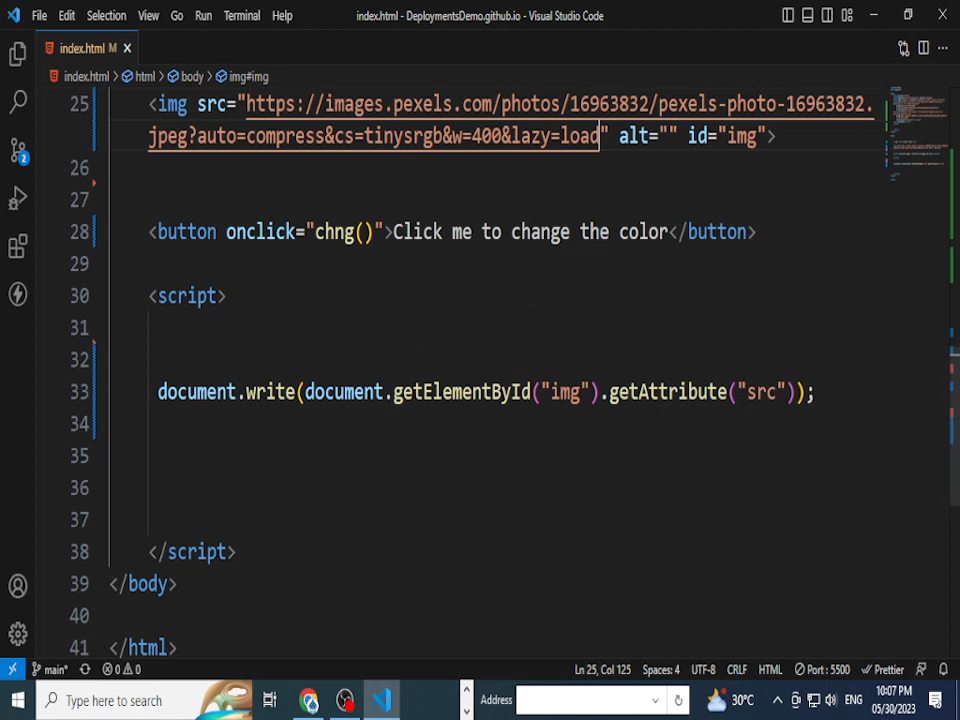 File Edit Selection View Go Run Terminal Help index.html - DeploymentsDemo.github.io - Visual Studio Code
index.html M
index.html > html > body > img#img
25 <img src="https://images.pexels.com/photos/16963832/pexels-photo-16963832.
jpeg?auto=compress&cs=tinysrgb&w=400&lazy=load" alt="" id="img">
26
27
28 <button onclick="chng()">Click me to change the color</button>
29
30 <script>
31
32
33 document.write(document.getElementById("img").getAttribute("src"));
34
35
36
37
38 </script>
39 </body>
40
41 </html>
2
main* 0 0 Ln 25, Col 125 Spaces: 4 UTF-8 CRLF HTML Port : 5500 Prettier
Type here to search Address 30°C ENG 10:07 PM
05/30/2023